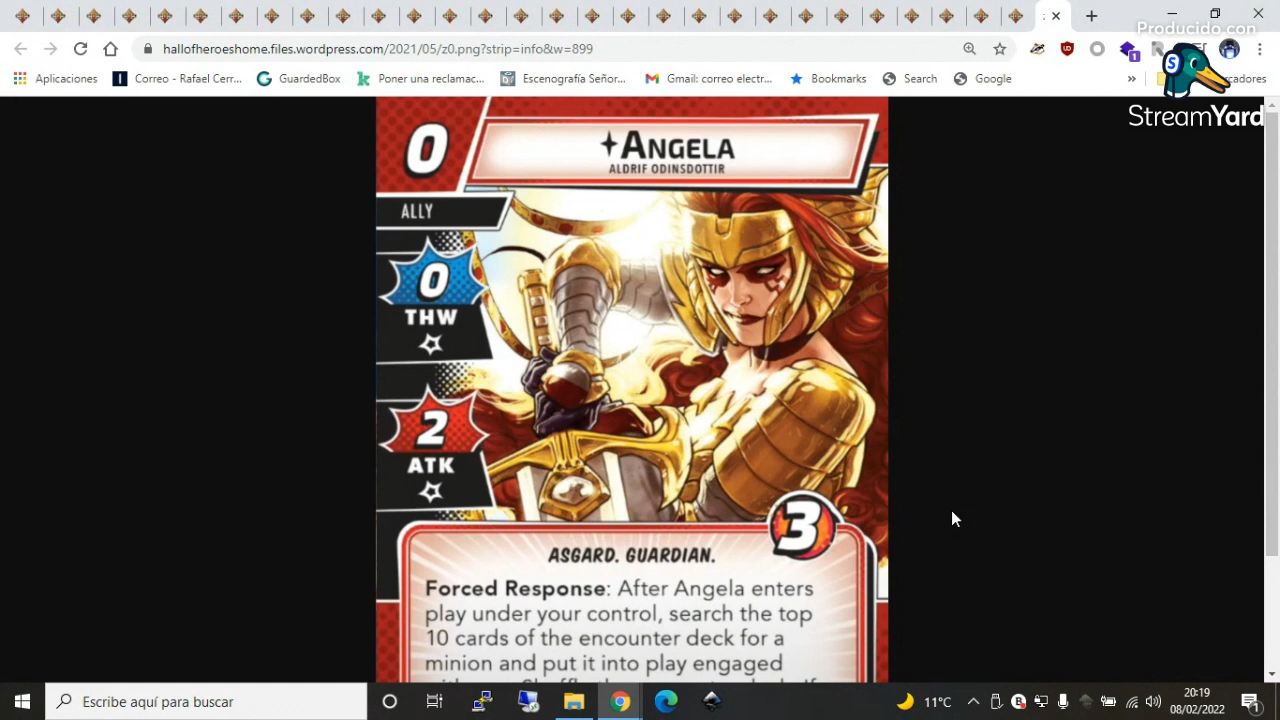 Producido con
StreamYard
hallofheroeshome.files.wordpress.com/2021/05/z0.png?strip=info&w=899
Aplicaciones
Correo - Rafael Cerr...
GuardedBox
Poner una reclamac...
Escenografía Señor...
Gmail: correo electr...
Bookmarks
Search
Google
0
ANGELA
ALDRIF ODINSDOTTIR
ALLY
0
THW
2
ATK
3
ASGARD. GUARDIAN.
Forced Response: After Angela enters
play under your control, search the top
10 cards of the encounter deck for a
minion and put it into play engaged
Escribe aquí para buscar
11°C
20:19
08/02/2022